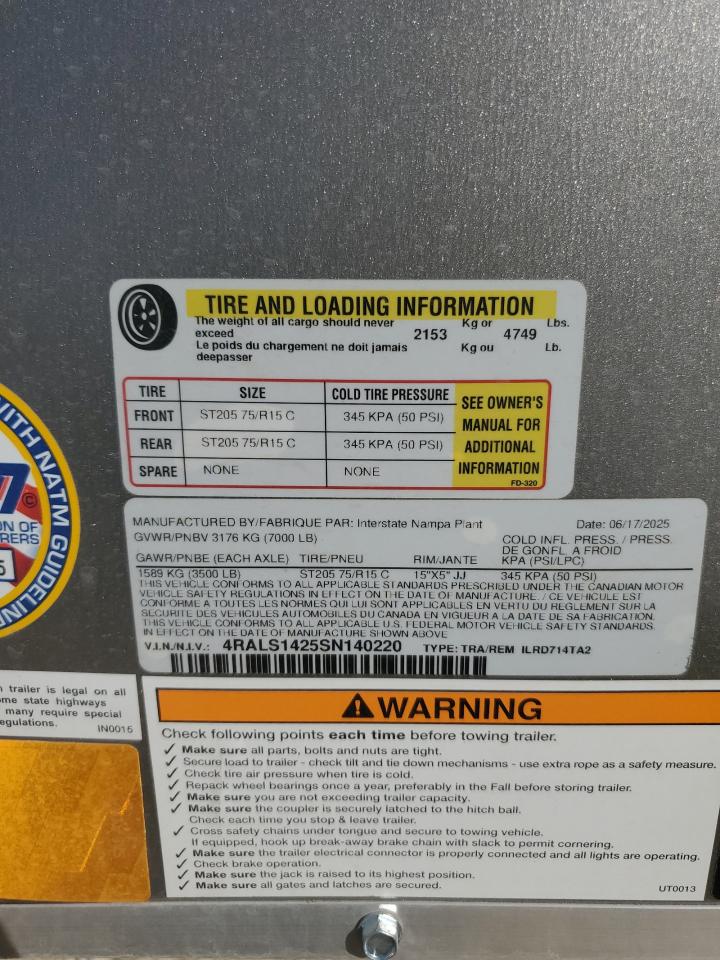 TIRE AND LOADING INFORMATION
The weight of all cargo should never exceed 2153 Kg or 4749 Lbs.
Le poids du chargement ne doit jamais deepasser Kg ou Lb.
TIRE SIZE COLD TIRE PRESSURE SEE OWNER'S MANUAL FOR ADDITIONAL INFORMATION
FRONT ST205 75/R15 C 345 KPA (50 PSI)
REAR ST205 75/R15 C 345 KPA (50 PSI)
SPARE NONE NONE
FD-320
WITH NATM GUIDELIN
©
ON OF
RERS
5
MANUFACTURED BY/FABRIQUE PAR: Interstate Nampa Plant Date: 06/17/2025
GVWR/PNBV 3176 KG (7000 LB)
GAWR/PNBE (EACH AXLE) TIRE/PNEU RIM/JANTE COLD INFL. PRESS. / PRESS. DE GONFL. A FROID KPA (PSI/LPC)
1589 KG (3500 LB) ST205 75/R15 C 15"X5" JJ 345 KPA (50 PSI)
THIS VEHICLE CONFORMS TO ALL APPLICABLE STANDARDS PRESCRIBED UNDER THE CANADIAN MOTOR
VEHICLE SAFETY REGULATIONS IN EFFECT ON THE DATE OF MANUFACTURE. / CE VEHICULE EST
CONFORME A TOUTES LES NORMES QUI LUI SONT APPLICABLES EN VERTU DU REGLEMENT SUR LA
SECURITE DES VEHICULES AUTOMOBILES DU CANADA EN VIGUEUR A LA DATE DE SA FABRICATION.
THIS VEHICLE CONFORMS TO ALL APPLICABLE U.S. FEDERAL MOTOR VEHICLE SAFETY STANDARDS
IN EFFECT ON THE DATE OF MANUFACTURE SHOWN ABOVE
V.I.N./N.I.V.: 4RALS1425SN140220 TYPE: TRA/REM ILRD714TA2
trailer is legal on all
ome state highways
many require special
egulations.
IN0015
WARNING
Check following points each time before towing trailer.
✓ Make sure all parts, bolts and nuts are tight.
✓ Secure load to trailer - check tilt and tie down mechanisms - use extra rope as a safety measure.
✓ Check tire air pressure when tire is cold.
✓ Repack wheel bearings once a year, preferably in the Fall before storing trailer.
✓ Make sure you are not exceeding trailer capacity.
✓ Make sure the coupler is securely latched to the hitch ball.
Check each time you stop & leave trailer.
✓ Cross safety chains under tongue and secure to towing vehicle.
If equipped, hook up break-away brake chain with slack to permit cornering.
✓ Make sure the trailer electrical connector is properly connected and all lights are operating.
✓ Check brake operation.
✓ Make sure the jack is raised to its highest position.
✓ Make sure all gates and latches are secured.
UT0013